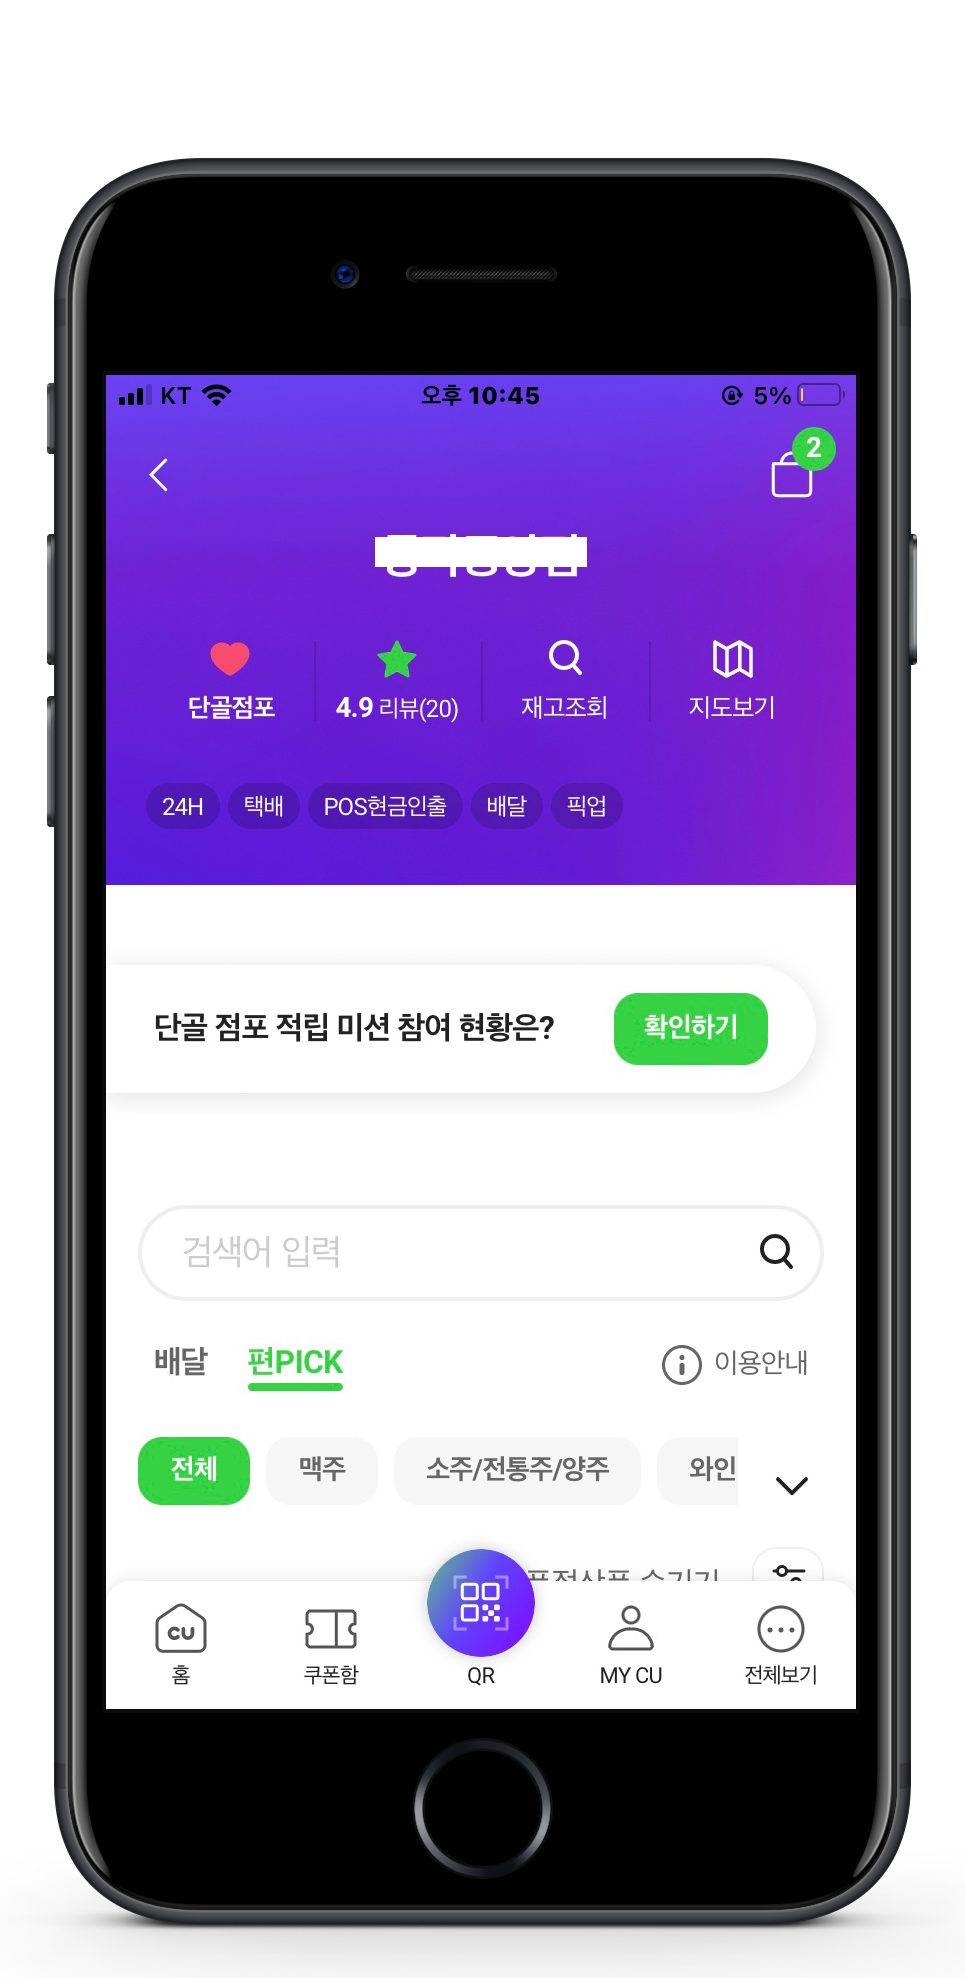 KT 오후 10:45 5%
2
단골점포 4.9 리뷰(20) 재고조회 지도보기
24H 택배 POS현금인출 배달 픽업
단골 점포 적립 미션 참여 현황은? 확인하기
검색어 입력
배달 편PICK 이용안내
전체 맥주 소주/전통주/양주 와인
CU
홈 쿠폰함 QR MY CU 전체보기